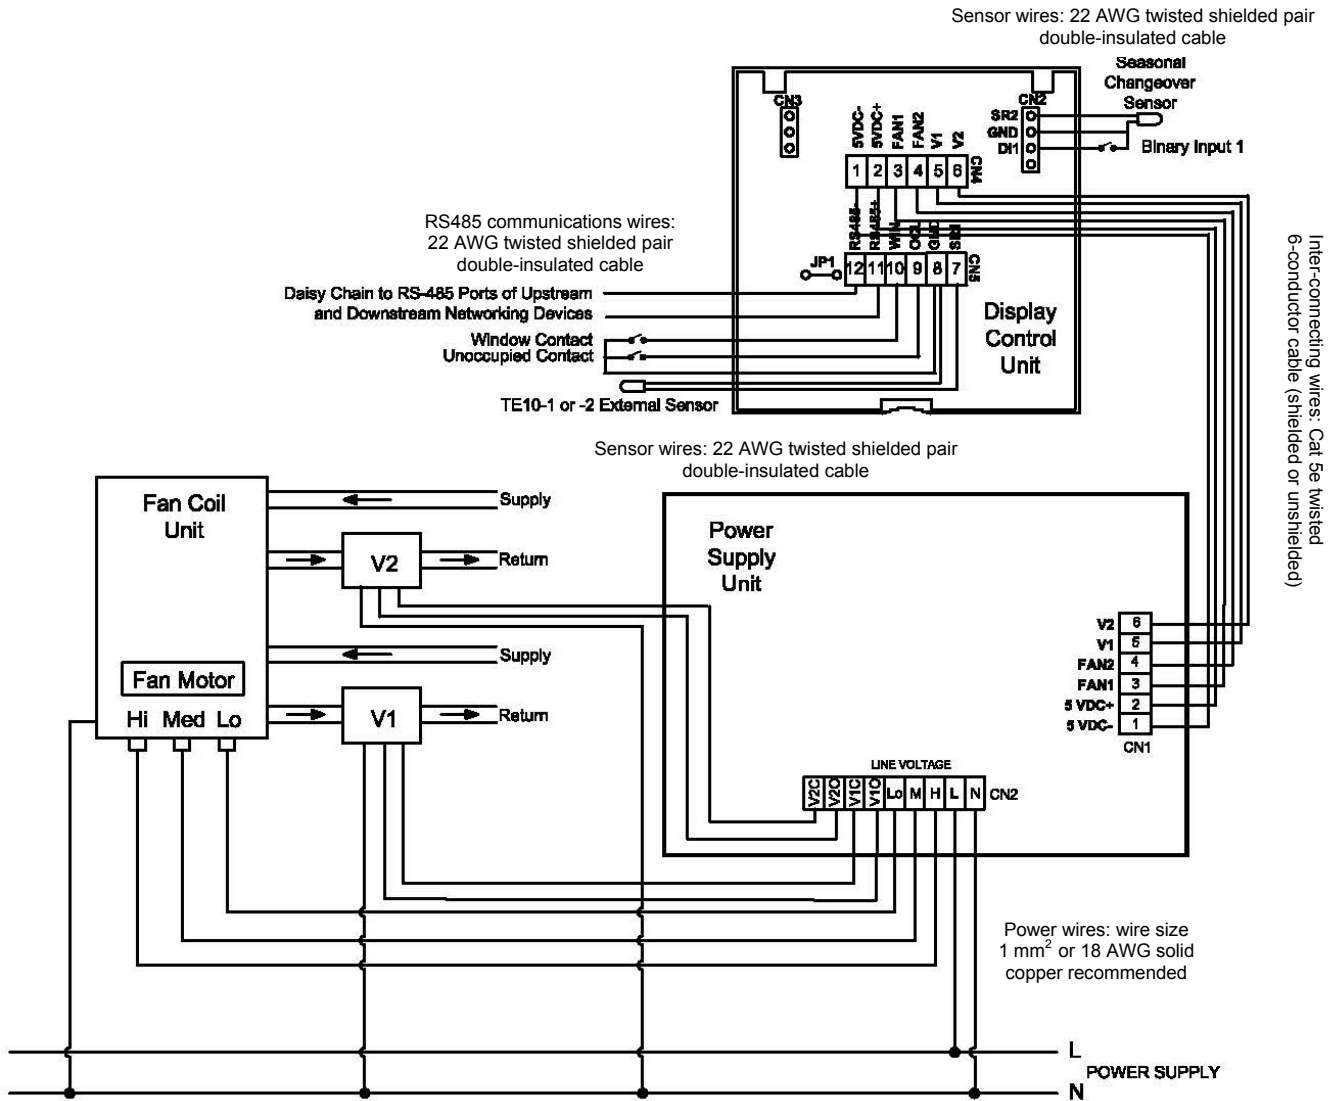 Sensor wires: 22 AWG twisted shielded pair
double-insulated cable
Seasonal
Changeover
Sensor
CN3
CN2
SR2
GND
DI1
Binary Input 1
5VDC-
5VDC+
FAN1
FAN2
V1
V2
1 2 3 4 5 6
CN4
RS485-
RS485+
WIN
OCL
GND
SR1
JP1
12 11 10 9 8 7
CN5
RS485 communications wires:
22 AWG twisted shielded pair
double-insulated cable
Daisy Chain to RS-485 Ports of Upstream
and Downstream Networking Devices
Window Contact
Unoccupied Contact
TE10-1 or -2 External Sensor
Display
Control
Unit
Inter-connecting wires: Cat 5e twisted
6-conductor cable (shielded or unshielded)
Sensor wires: 22 AWG twisted shielded pair
double-insulated cable
Fan Coil
Unit
Supply
V2
Return
Supply
Fan Motor
V1
Return
Hi Med Lo
Power
Supply
Unit
V2 6
V1 5
FAN2 4
FAN1 3
5 VDC+ 2
5 VDC- 1
CN1
LINE VOLTAGE
V2C V2O V1C V1O Lo M H L N CN2
Power wires: wire size
1 mm² or 18 AWG solid
copper recommended
L
POWER SUPPLY
N